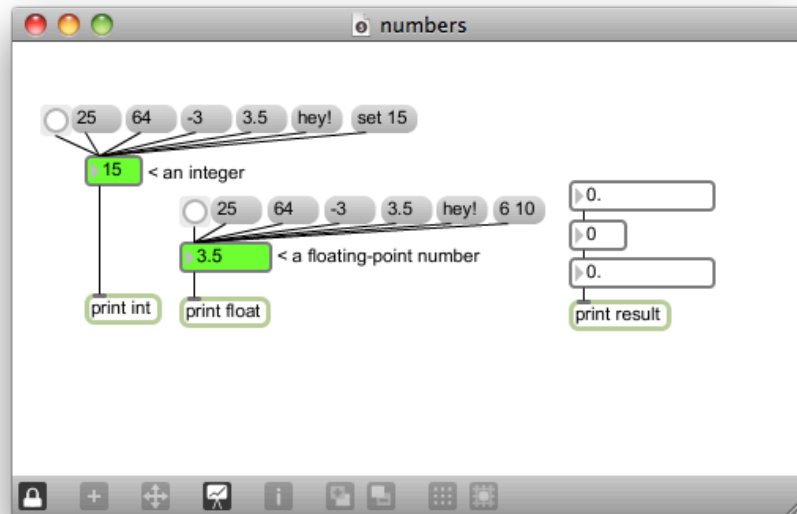 numbers
25 64 -3 3.5 hey! set 15
15 < an integer
25 64 -3 3.5 hey! 6 10
3.5 < a floating-point number
0.
0
0.
print int
print float
print result